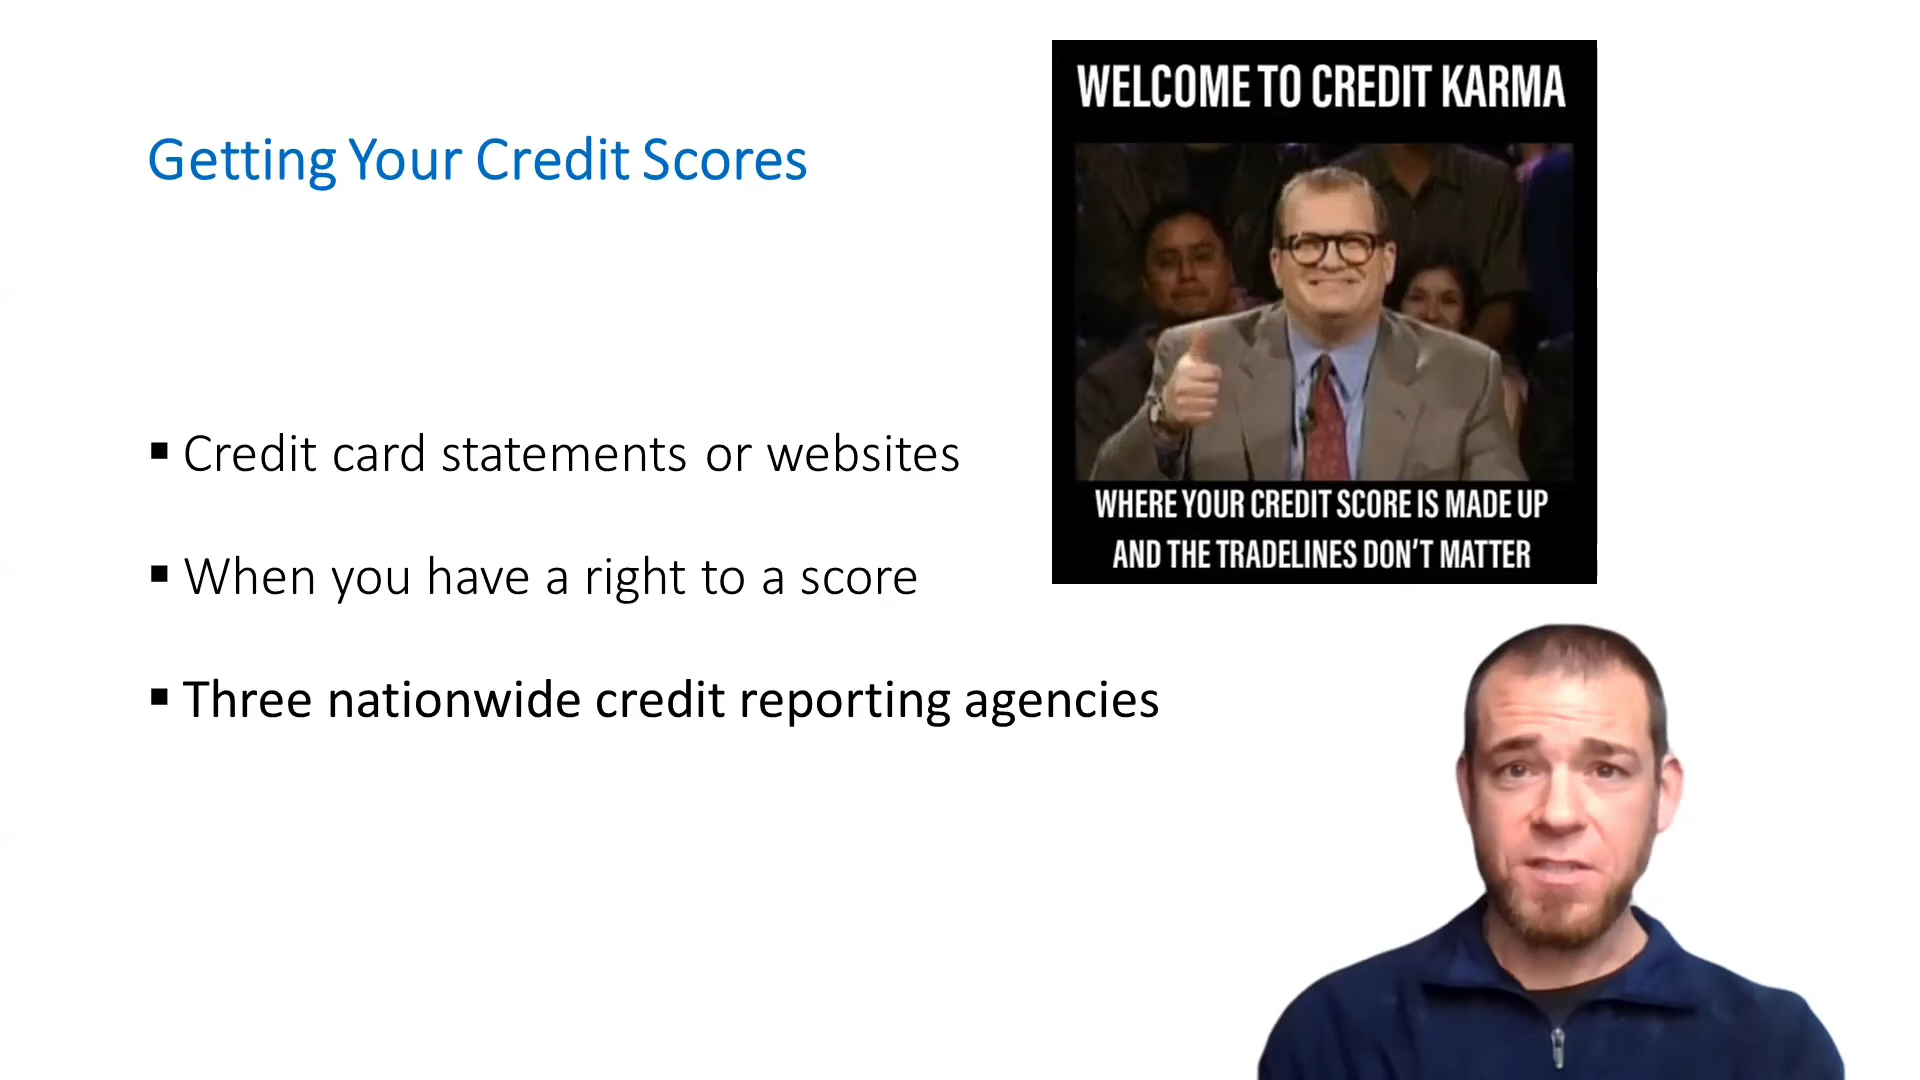 Getting Your Credit Scores
▪ Credit card statements or websites
▪ When you have a right to a score
▪ Three nationwide credit reporting agencies
WELCOME TO CREDIT KARMA
WHERE YOUR CREDIT SCORE IS MADE UP
AND THE TRADELINES DON'T MATTER